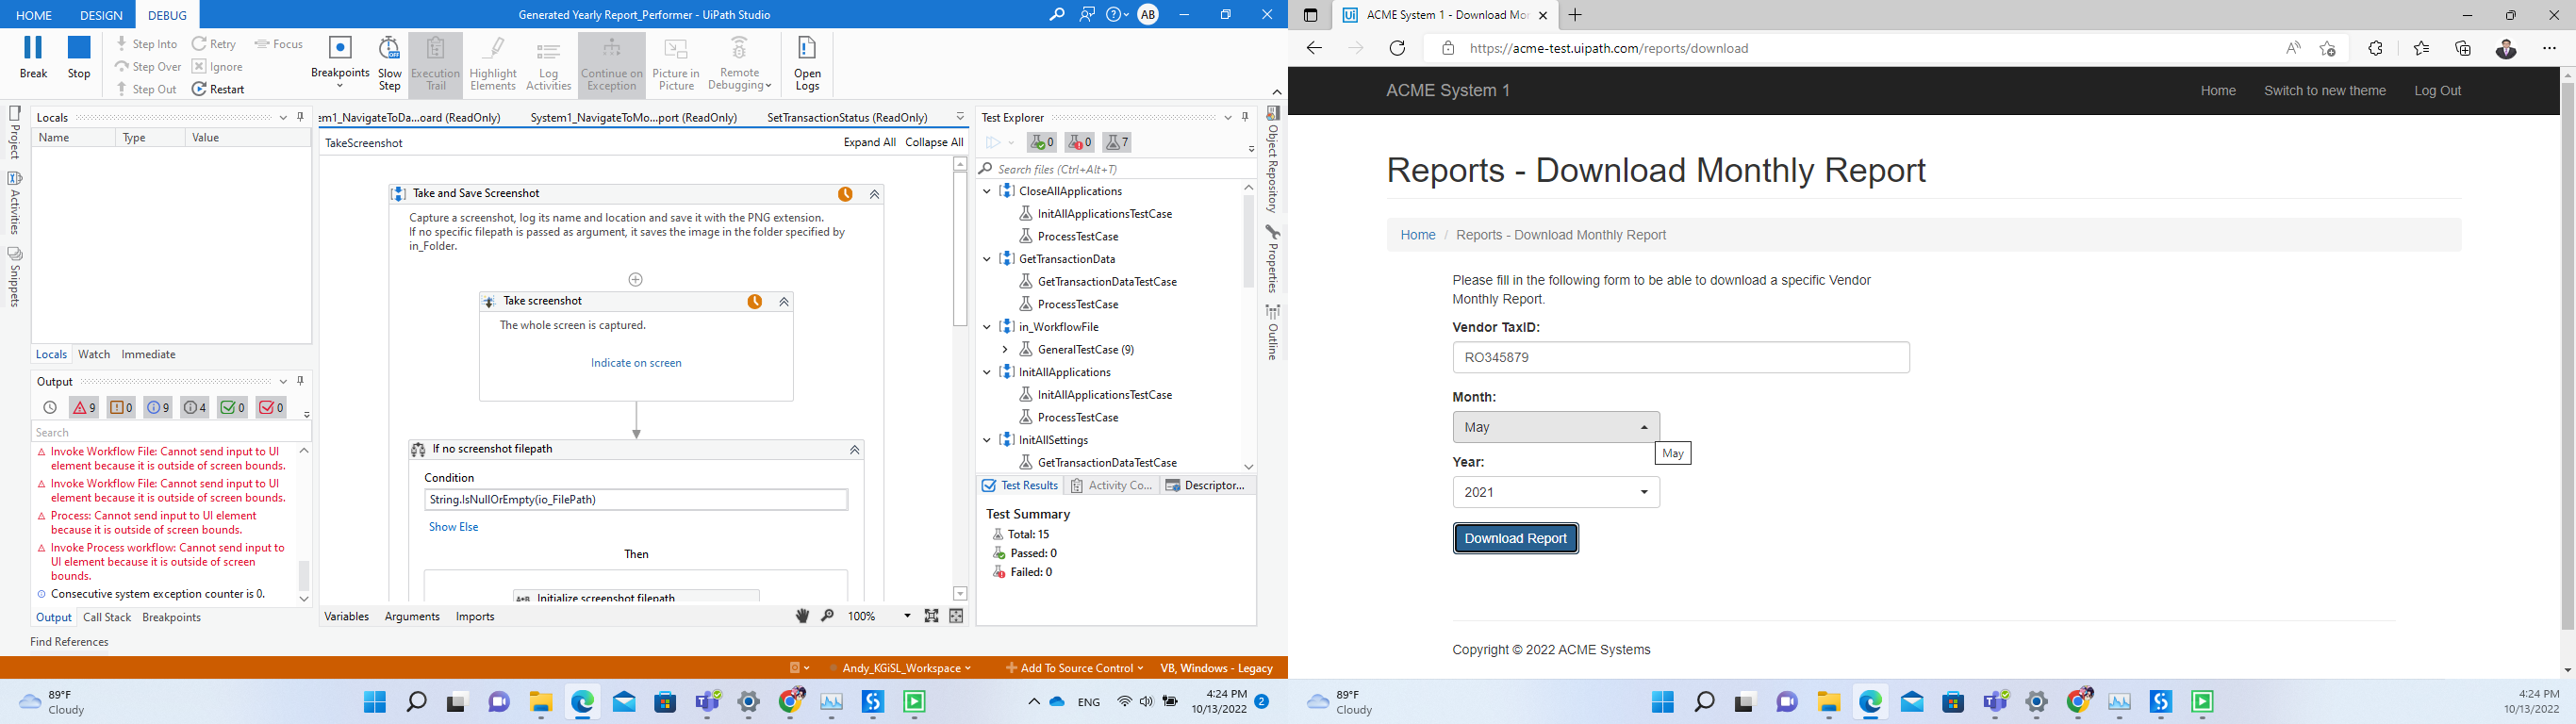 HOME DESIGN DEBUG Generated Yearly Report_Performer - UiPath Studio AB
Break Stop
Step Into Retry Focus
Step Over Ignore
Step Out Restart
Breakpoints
Slow Step
Execution Trail
Highlight Elements
Log Activities
Continue on Exception
Picture in Picture
Remote Debugging
Open Logs
Project
Activities
Snippets
Locals
Name Type Value
Locals Watch Immediate
Output
9 0 9 4 0 0
Search
Invoke Workflow File: Cannot send input to UI
element because it is outside of screen bounds.
Invoke Workflow File: Cannot send input to UI
element because it is outside of screen bounds.
Process: Cannot send input to UI element
because it is outside of screen bounds.
Invoke Process workflow: Cannot send input to
UI element because it is outside of screen
bounds.
Consecutive system exception counter is 0.
Output Call Stack Breakpoints
Find References
em1_NavigateToDa...oard (ReadOnly) System1_NavigateToMo...port (ReadOnly) SetTransactionStatus (ReadOnly)
TakeScreenshot Expand All Collapse All
Take and Save Screenshot
Capture a screenshot, log its name and location and save it with the PNG extension.
If no specific filepath is passed as argument, it saves the image in the folder specified by
in_Folder.
Take screenshot
The whole screen is captured.
Indicate on screen
If no screenshot filepath
Condition
String.IsNullOrEmpty(io_FilePath)
Show Else
Then
A+B Initialize screenshot filepath
Variables Arguments Imports 100%
Test Explorer
0 0 7
Search files (Ctrl+Alt+T)
CloseAllApplications
InitAllApplicationsTestCase
ProcessTestCase
GetTransactionData
GetTransactionDataTestCase
ProcessTestCase
in_WorkflowFile
GeneralTestCase (9)
InitAllApplications
InitAllApplicationsTestCase
ProcessTestCase
InitAllSettings
GetTransactionDataTestCase
Test Results Activity Co... Descriptor...
Test Summary
Total: 15
Passed: 0
Failed: 0
Object Repository
Properties
Outline
Andy_KGiSL_Workspace Add To Source Control VB, Windows - Legacy
89°F
Cloudy
ENG
4:24 PM
10/13/2022
2
Ui ACME System 1 - Download Mor
https://acme-test.uipath.com/reports/download
ACME System 1 Home Switch to new theme Log Out
Reports - Download Monthly Report
Home / Reports - Download Monthly Report
Please fill in the following form to be able to download a specific Vendor
Monthly Report.
Vendor TaxID:
RO345879
Month:
May
May
Year:
2021
Download Report
Copyright © 2022 ACME Systems
89°F
Cloudy
4:24 PM
10/13/2022